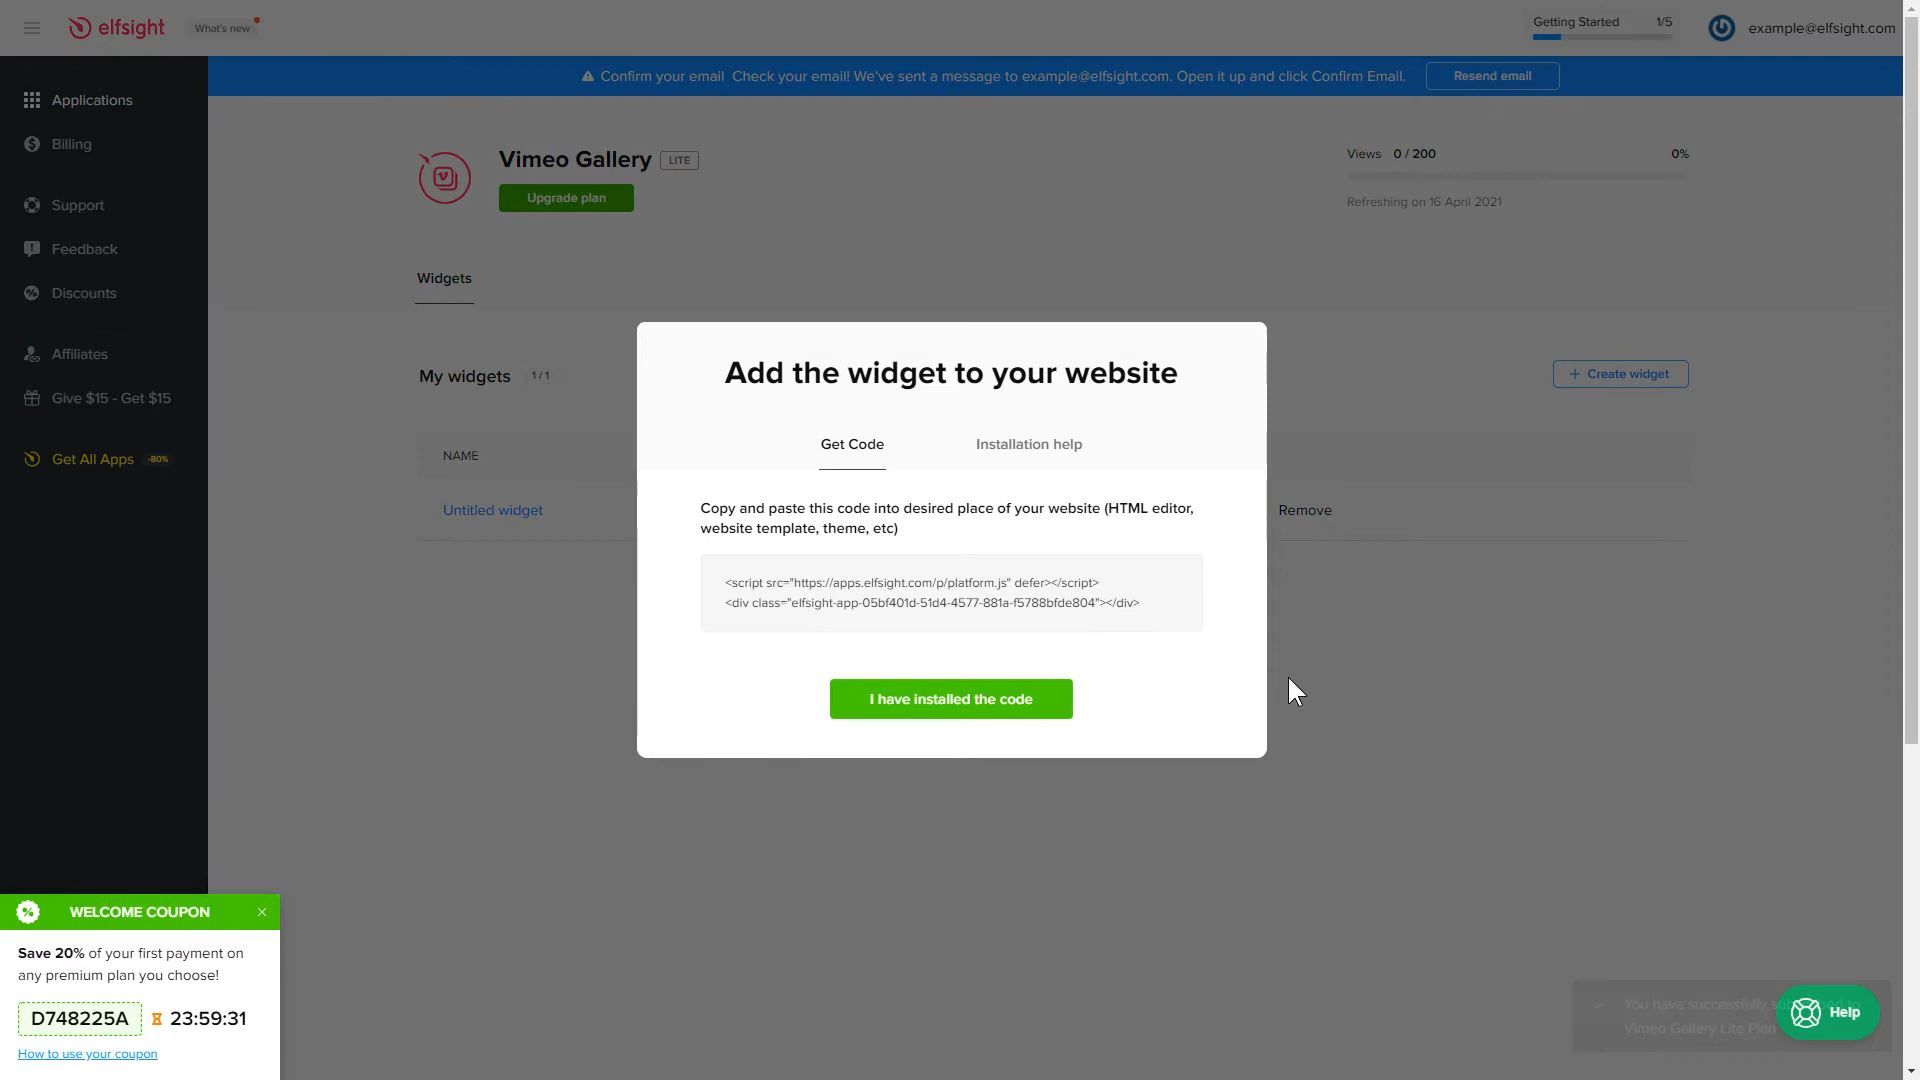 elfsight
What's new
Getting Started 1/5
example@elfsight.com
Confirm your email Check your email! We've sent a message to example@elfsight.com. Open it up and click Confirm Email.
Resend email
Applications
Billing
Support
Feedback
Discounts
Affiliates
Give $15 - Get $15
Get All Apps -80%
Vimeo Gallery LITE
Upgrade plan
Views 0 / 200 0%
Refreshing on 16 April 2021
Widgets
My widgets 1 / 1
+ Create widget
NAME
Untitled widget
Remove
Add the widget to your website
Get Code Installation help
Copy and paste this code into desired place of your website (HTML editor,
website template, theme, etc)
<script src="https://apps.elfsight.com/p/platform.js" defer></script>
<div class="elfsight-app-05bf401d-51d4-4577-881a-f5788bfde804"></div>
I have installed the code
WELCOME COUPON
Save 20% of your first payment on
any premium plan you choose!
D748225A 23:59:31
How to use your coupon
You have successfully
Vimeo Gallery Lite Plan
Help